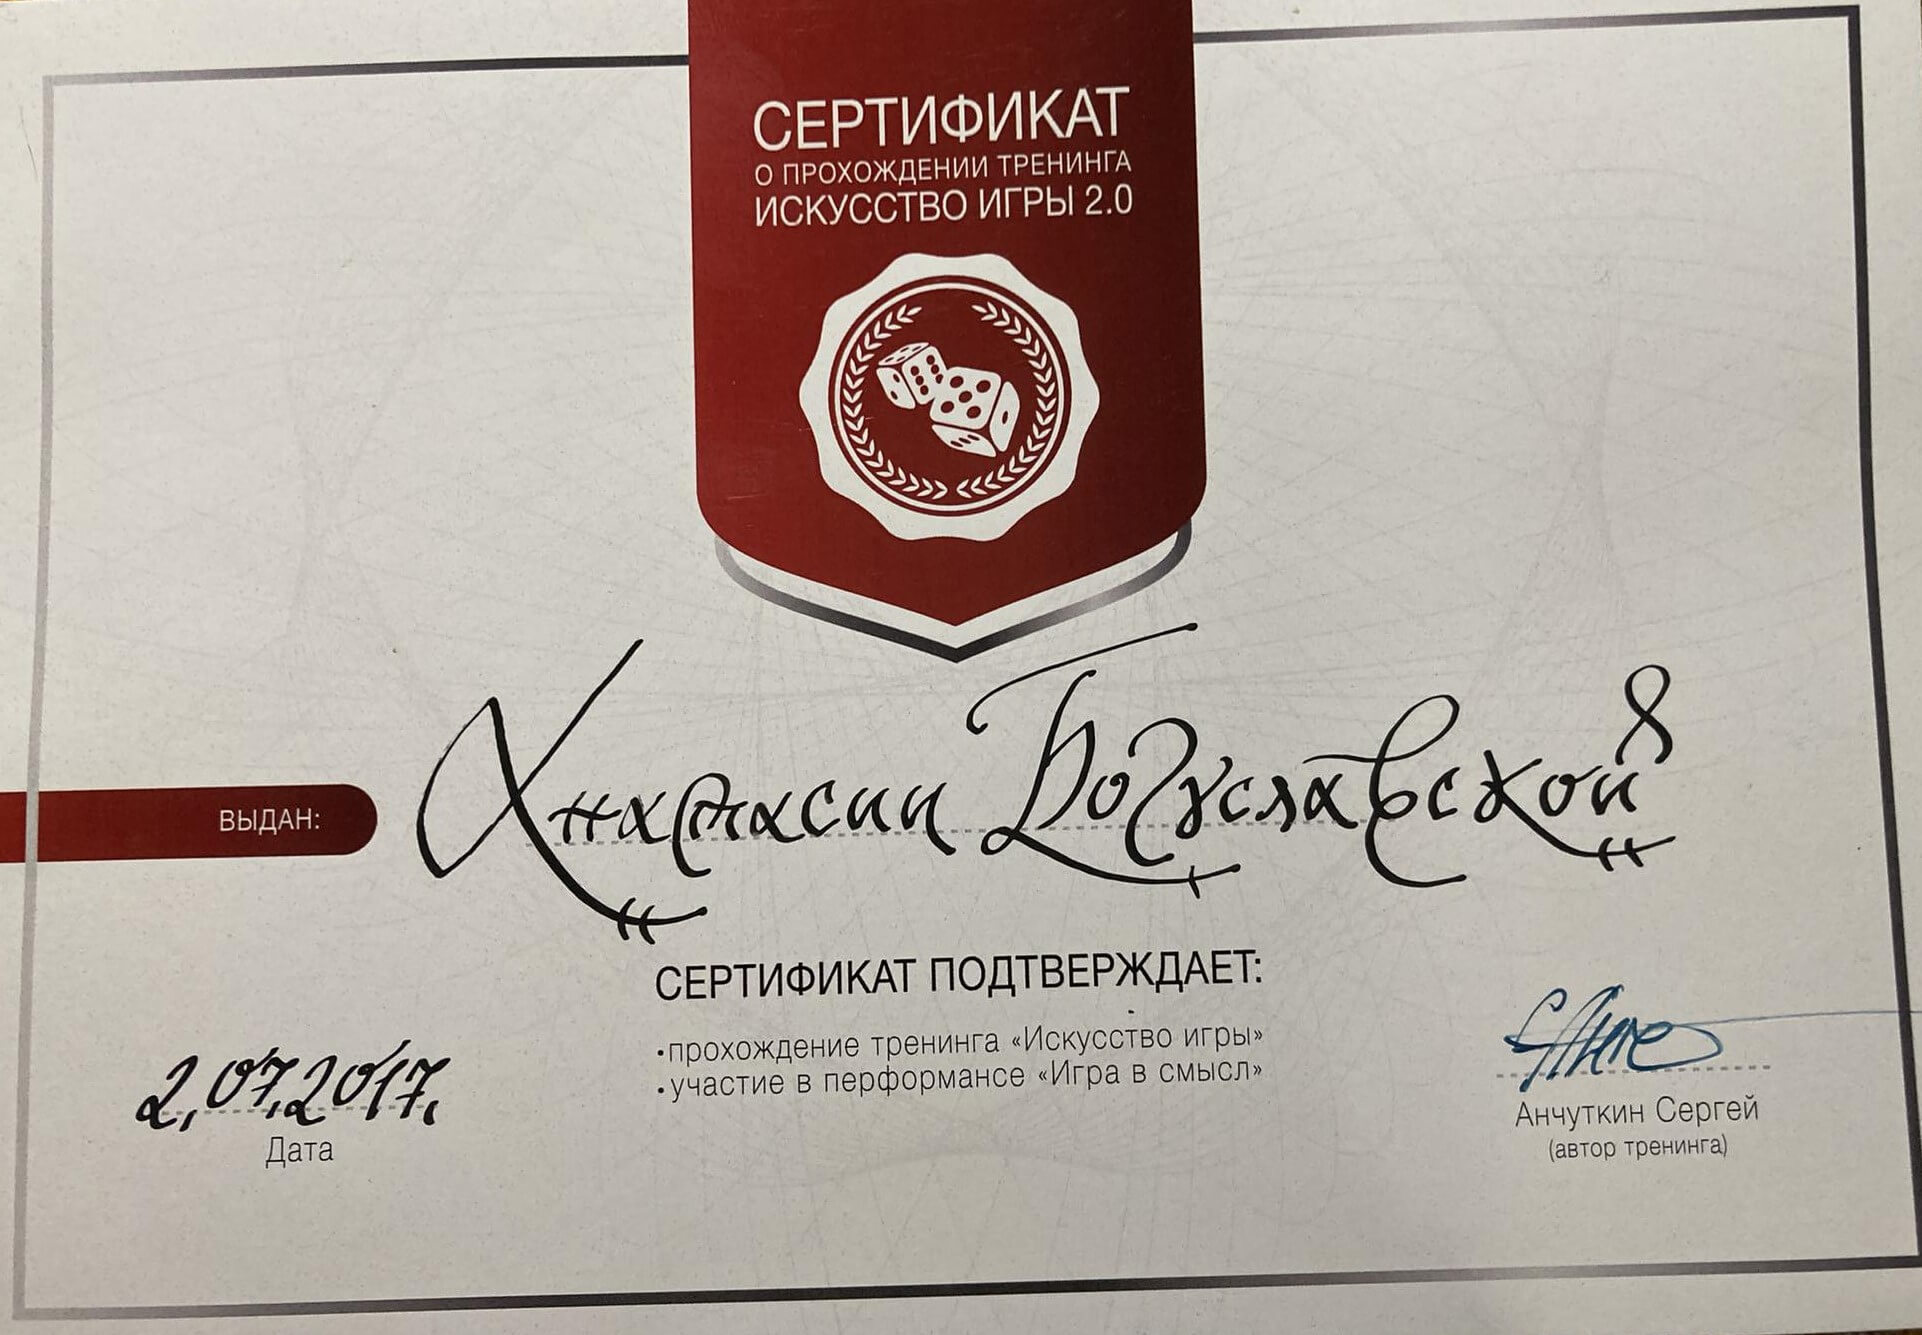 СЕРТИФИКАТ
О ПРОХОЖДЕНИИ ТРЕНИНГА
ИСКУССТВО ИГРЫ 2.0
ВЫДАН:
Анастасии Богуславской
СЕРТИФИКАТ ПОДТВЕРЖДАЕТ:
•прохождение тренинга «Искусство игры»
•участие в перформансе «Игра в смысл»
2.07.2017.
Дата
Анчуткин Сергей
(автор тренинга)